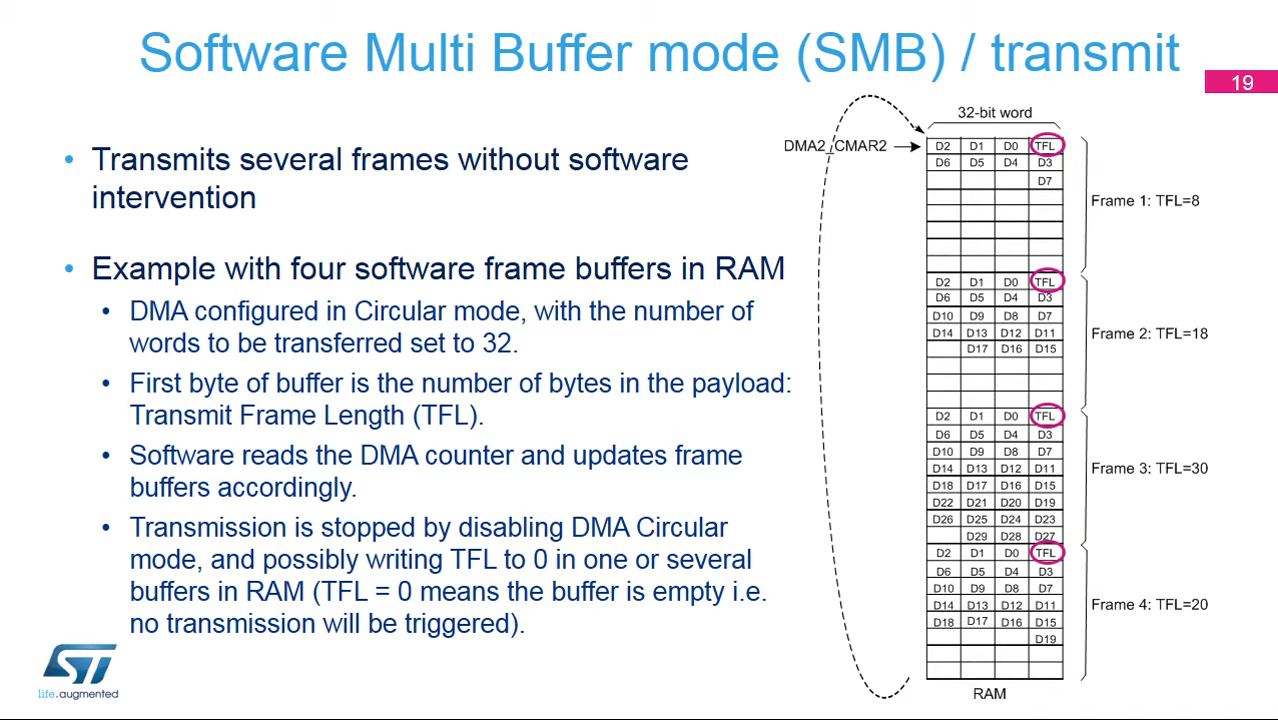 Software Multi Buffer mode (SMB) / transmit
19
• Transmits several frames without software
intervention
• Example with four software frame buffers in RAM
• DMA configured in Circular mode, with the number of
words to be transferred set to 32.
• First byte of buffer is the number of bytes in the payload:
Transmit Frame Length (TFL).
• Software reads the DMA counter and updates frame
buffers accordingly.
• Transmission is stopped by disabling DMA Circular
mode, and possibly writing TFL to 0 in one or several
buffers in RAM (TFL = 0 means the buffer is empty i.e.
no transmission will be triggered).
32-bit word
DMA2_CMAR2
D2 D1 D0 TFL
D6 D5 D4 D3
D7
Frame 1: TFL=8
D2 D1 D0 TFL
D6 D5 D4 D3
D10 D9 D8 D7
D14 D13 D12 D11
D17 D16 D15
Frame 2: TFL=18
D2 D1 D0 TFL
D6 D5 D4 D3
D10 D9 D8 D7
D14 D13 D12 D11
D18 D17 D16 D15
D22 D21 D20 D19
D26 D25 D24 D23
D29 D28 D27
Frame 3: TFL=30
D2 D1 D0 TFL
D6 D5 D4 D3
D10 D9 D8 D7
D14 D13 D12 D11
D18 D17 D16 D15
D19
Frame 4: TFL=20
RAM
ST
life.augmented